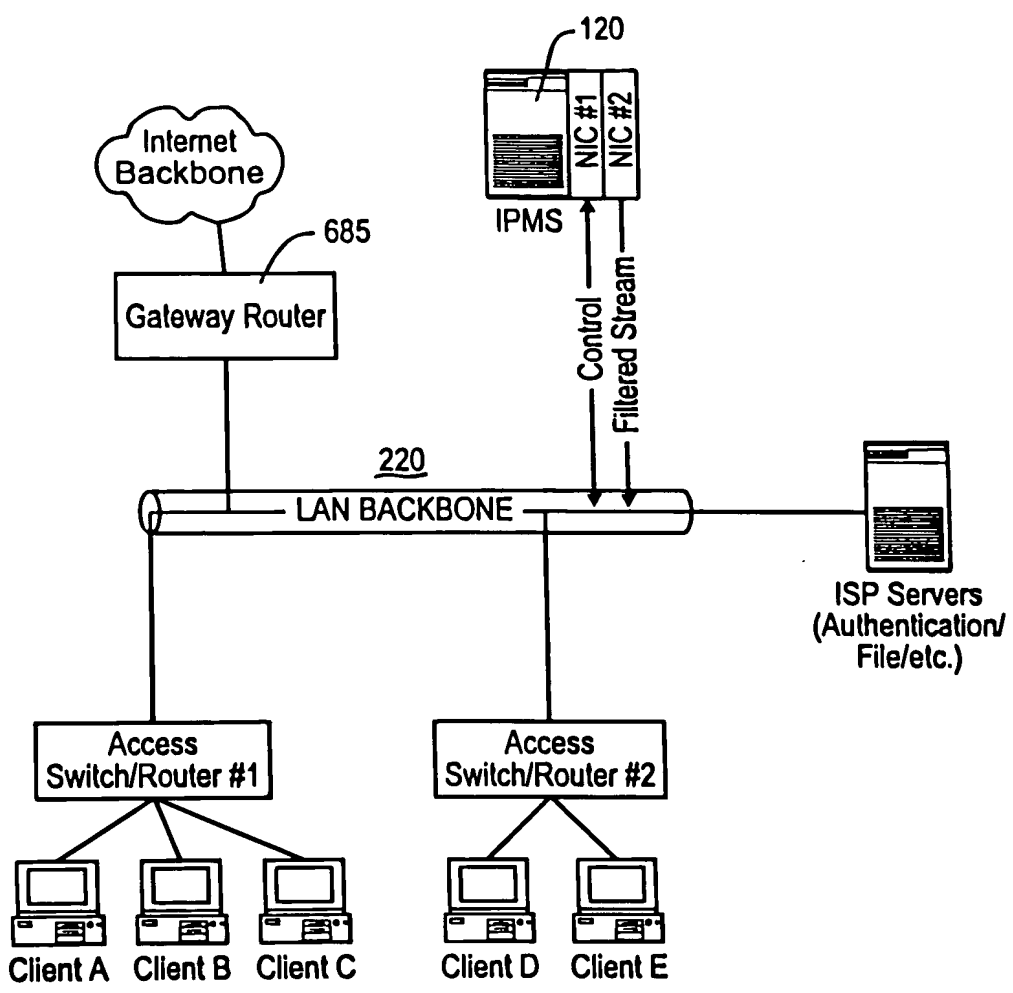 120
Internet
Backbone
NIC #1
NIC #2
IPMS
685
Gateway Router
Control
Filtered Stream
220
LAN BACKBONE
ISP Servers
(Authentication/
File/etc.)
Access
Switch/Router #1
Access
Switch/Router #2
Client A
Client B
Client C
Client D
Client E